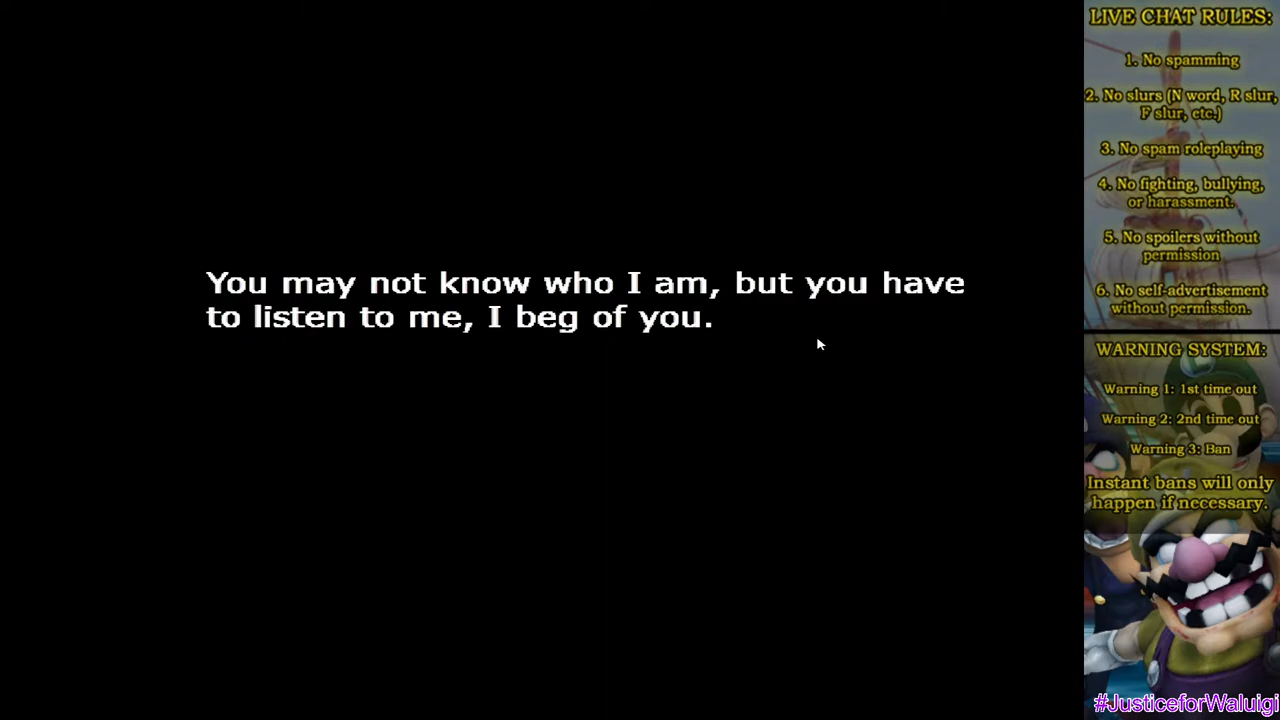 You may not know who I am, but you have
to listen to me, I beg of you.
LIVE CHAT RULES:
1. No spamming
2. No slurs (N word, R slur,
F slur, etc.)
3. No spam roleplaying
4. No fighting, bullying,
or harassment.
5. No spoilers without
permission
6. No self-advertisement
without permission.
WARNING SYSTEM:
Warning 1: 1st time out
Warning 2: 2nd time out
Warning 3: Ban
Instant bans will only
happen if necessary.
#JusticeforWaluigi